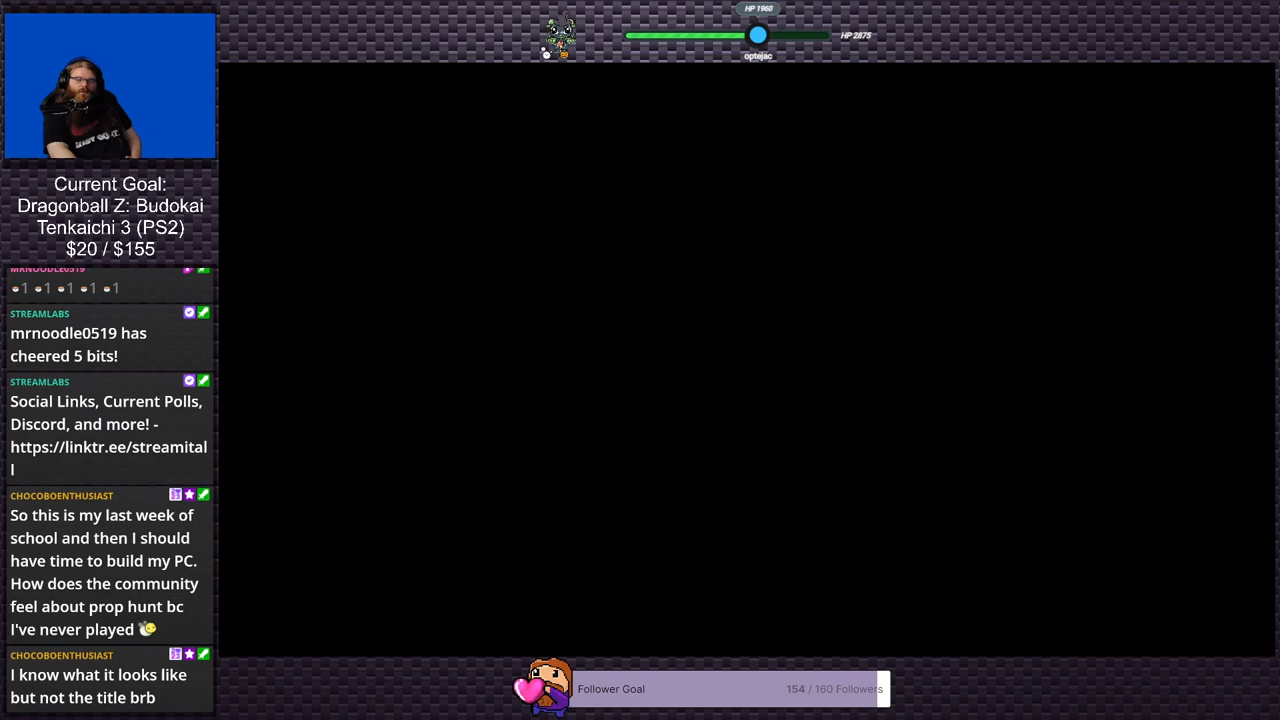 HP 1960
HP 2875
optejac
Current Goal:
Dragonball Z: Budokai
Tenkaichi 3 (PS2)
$20 / $155
MRNOODLE0519
1 1 1 1 1
STREAMLABS
mrnoodle0519 has
cheered 5 bits!
STREAMLABS
Social Links, Current Polls,
Discord, and more! -
https://linktr.ee/streamital
l
CHOCOBOENTHUSIAST
So this is my last week of
school and then I should
have time to build my PC.
How does the community
feel about prop hunt bc
I've never played
CHOCOBOENTHUSIAST
I know what it looks like
but not the title brb
Follower Goal
154 / 160 Followers